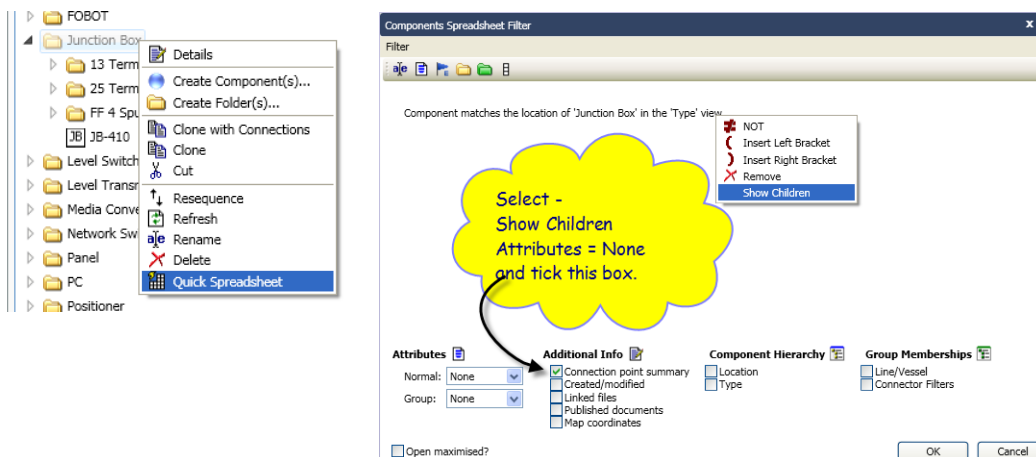 FOBOT
Junction Box
13 Term
25 Term
FF 4 Spu
JB JB-410
Level Switch
Level Transr
Media Conve
Network Sw
Panel
PC
Positioner
Details
Create Component(s)...
Create Folder(s)...
Clone with Connections
Clone
Cut
Resequence
Refresh
Rename
Delete
Quick Spreadsheet
Components Spreadsheet Filter x
Filter
Component matches the location of 'Junction Box' in the 'Type' view
NOT
Insert Left Bracket
Insert Right Bracket
Remove
Show Children
Select -
Show Children
Attributes = None
and tick this box.
Attributes
Normal: None
Group: None
Additional Info
Connection point summary
Created/modified
Linked files
Published documents
Map coordinates
Component Hierarchy
Location
Type
Group Memberships
Line/Vessel
Connector Filters
Open maximised?
OK Cancel